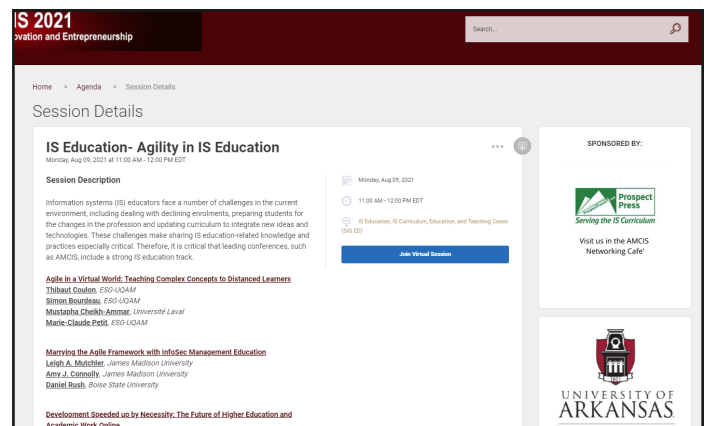 IS 2021
ovation and Entrepreneurship
Search...
Home > Agenda > Session Details
Session Details
IS Education- Agility in IS Education
Monday, Aug 09, 2021 at 11:00 AM - 12:00 PM EDT
Session Description
Information systems (IS) educators face a number of challenges in the current
environment, including dealing with declining enrolments, preparing students for
the changes in the profession and updating curriculum to integrate new ideas and
technologies. These challenges make sharing IS education-related knowledge and
practices especially critical. Therefore, it is critical that leading conferences, such
as AMCIS, include a strong IS education track.
Agile in a Virtual World: Teaching Complex Concepts to Distanced Learners
Thibaut Coulon, ESG-UQAM
Simon Bourdeau, ESG-UQAM
Mustapha Cheikh-Ammar, Université Laval
Marie-Claude Petit, ESG-UQAM
Marrying the Agile Framework with InfoSec Management Education
Leigh A. Mutchler, James Madison University
Amy J. Connolly, James Madison University
Daniel Rush, Boise State University
Development Speeded up by Necessity: The Future of Higher Education and
Academic Work Online
Monday, Aug 09, 2021
11:00 AM - 12:00 PM EDT
IS Education, IS Curriculum, Education, and Teaching Cases
(SIG ED)
Join Virtual Session
SPONSORED BY:
Prospect
Press
Serving the IS Curriculum
Visit us in the AMCIS
Networking Cafe'
1871
UNIVERSITY OF
ARKANSAS